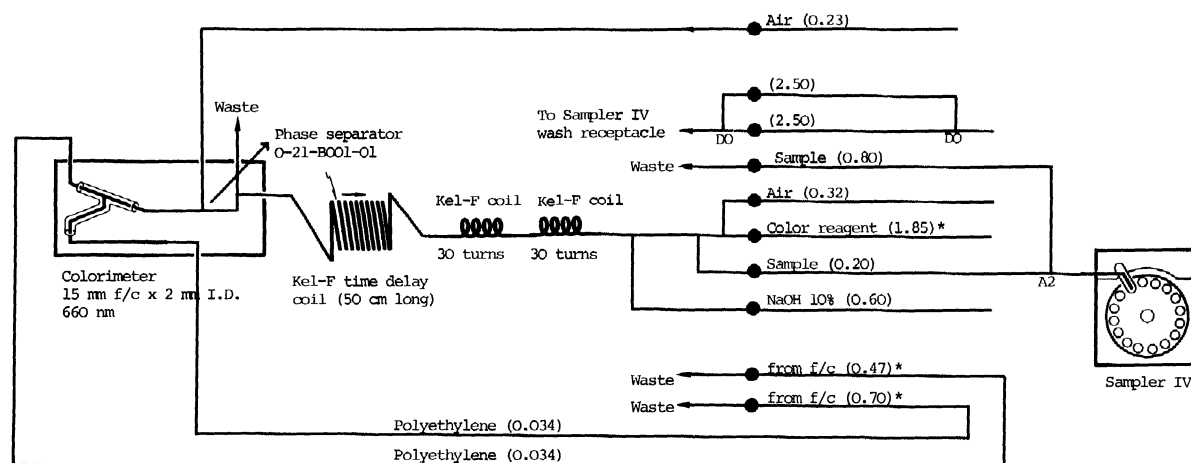 Air (0.23)
(2.50)
Waste
To Sampler IV
wash receptacle
(2.50)
DO
DO
Phase separator
0-21-B001-01
Waste
Sample (0.80)
Air (0.32)
Kel-F coil
Kel-F coil
Color reagent (1.85)*
30 turns
30 turns
Sample (0.20)
Colorimeter
15 mm f/c x 2 mm I.D.
660 nm
Kel-F time delay
coil (50 cm long)
A2
NaOH 10% (0.60)
from f/c (0.47)*
Waste
Sampler IV
from f/c (0.70)*
Waste
Polyethylene (0.034)
Polyethylene (0.034)